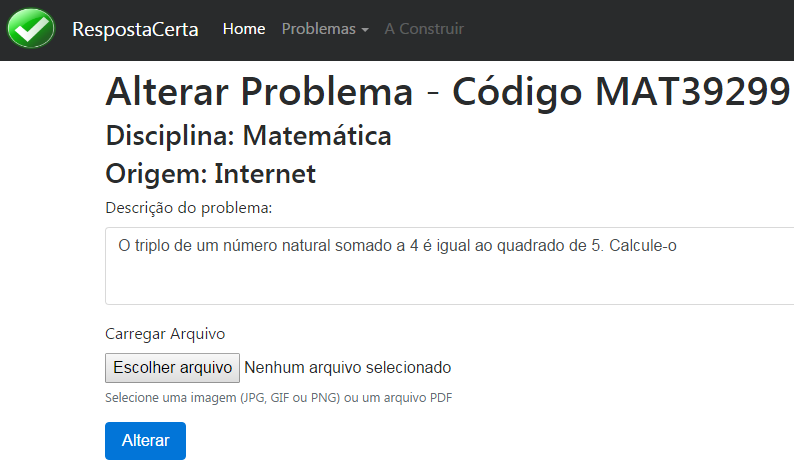 RespostaCerta Home Problemas A Construir
Alterar Problema - Código MAT39299
Disciplina: Matemática
Origem: Internet
Descrição do problema:
O triplo de um número natural somado a 4 é igual ao quadrado de 5. Calcule-o
Carregar Arquivo
Escolher arquivo Nenhum arquivo selecionado
Selecione uma imagem (JPG, GIF ou PNG) ou um arquivo PDF
Alterar